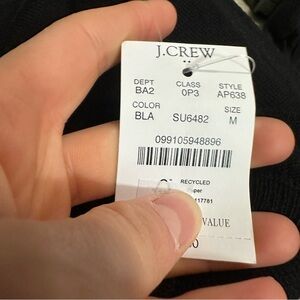 J.CREW
DEPT CLASS STYLE
BA2 0P3 AP638
COLOR SIZE
BLA SU6482 M
099105948896
RECYCLED
VALUE